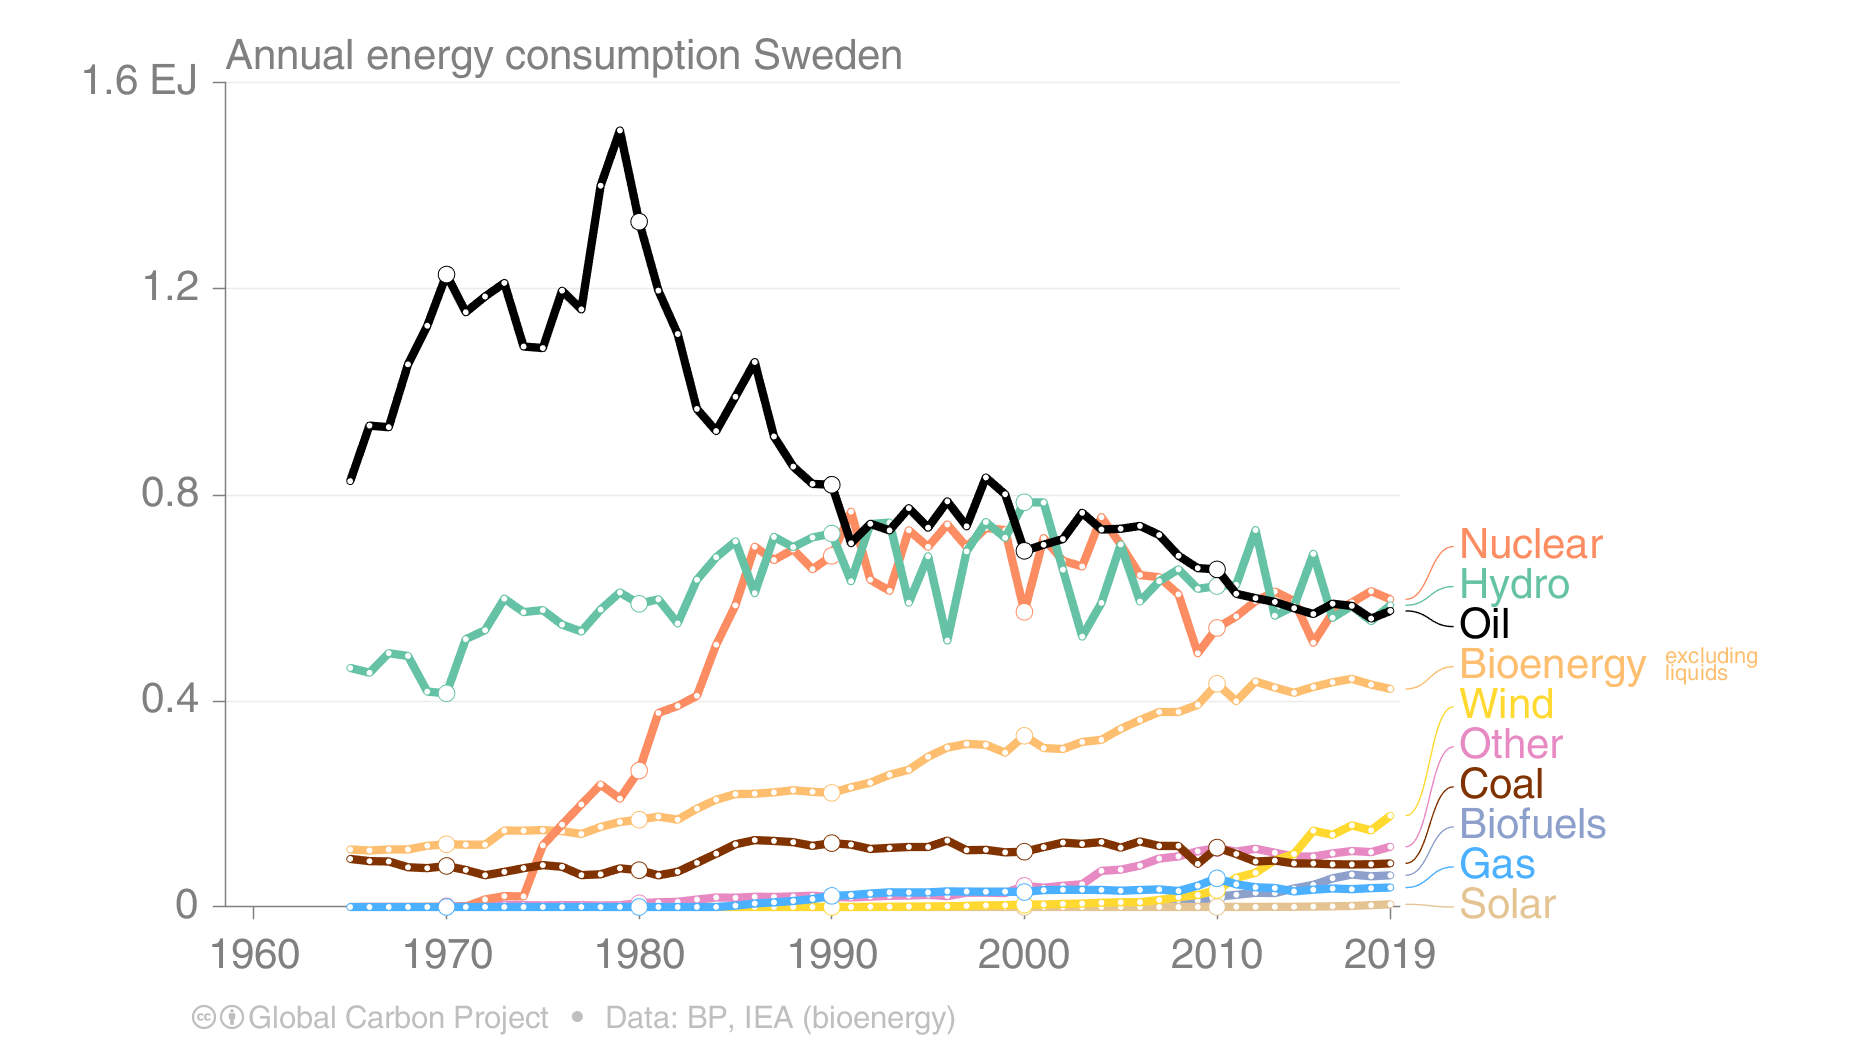 Annual energy consumption Sweden
1.6 EJ
1.2
0.8
0.4
0
1960 1970 1980 1990 2000 2010 2019
Nuclear
Hydro
Oil
Bioenergy excluding liquids
Wind
Other
Coal
Biofuels
Gas
Solar
cc Global Carbon Project • Data: BP, IEA (bioenergy)